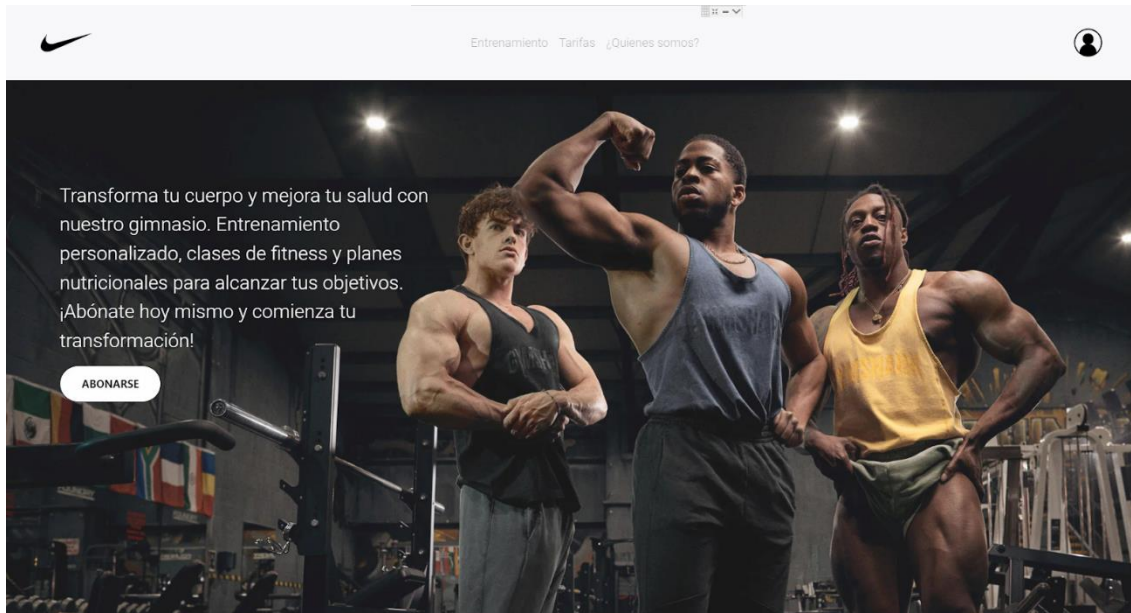 Entrenamiento Tarifas ¿Quienes somos?
Transforma tu cuerpo y mejora tu salud con
nuestro gimnasio. Entrenamiento
personalizado, clases de fitness y planes
nutricionales para alcanzar tus objetivos.
¡Abónate hoy mismo y comienza tu
transformación!
ABONARSE